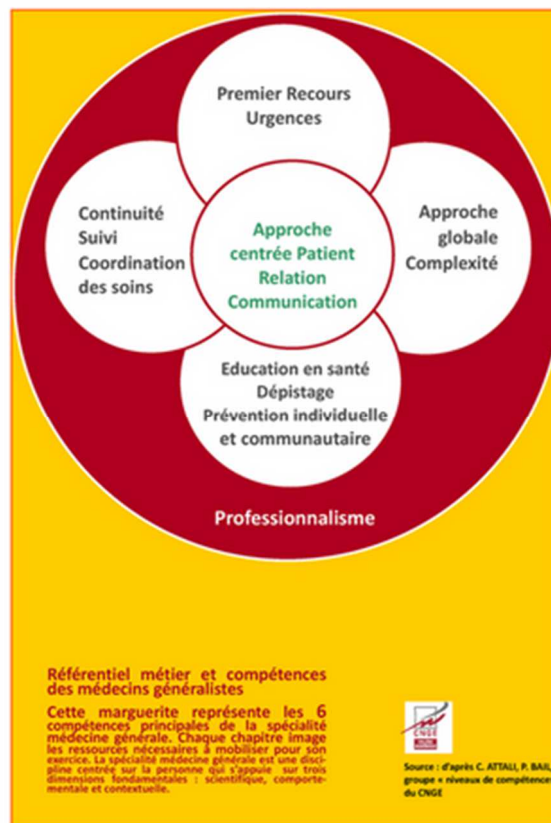 Premier Recours
Urgences
Continuité
Suivi
Coordination
des soins
Approche
centrée Patient
Relation
Communication
Approche
globale
Complexité
Education en santé
Dépistage
Prévention individuelle
et communautaire
Professionnalisme
Référentiel métier et compétences
des médecins généralistes
Cette marguerite représente les 6
compétences principales de la spécialité
médecine générale. Chaque chapitre image
les ressources nécessaires à mobiliser pour son
exercice. La spécialité médecine générale est une disci-
pline centrée sur la personne qui s'appuie sur trois
dimensions fondamentales : scientifique, comporte-
mentale et contextuelle.
CNGE
Source : d'après C. ATTALI, P. BAIL,
groupe « niveaux de compétences
du CNGE